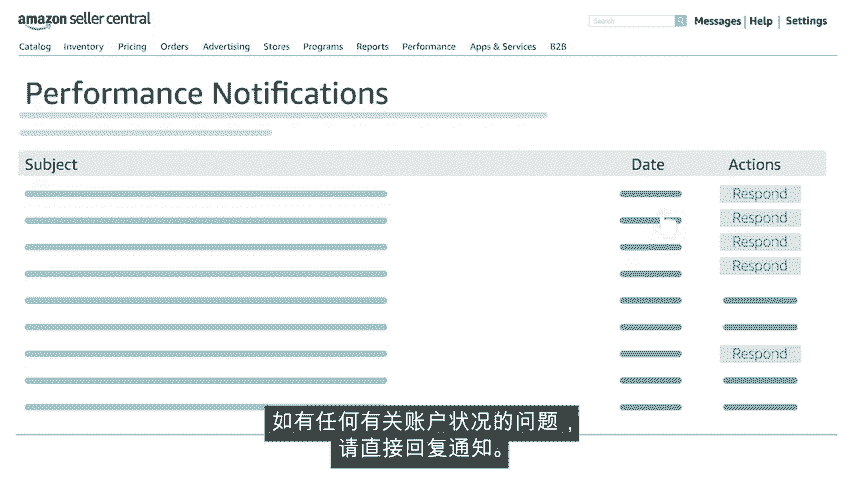 amazon seller central
Search
Messages | Help | Settings
Catalog Inventory Pricing Orders Advertising Stores Programs Reports Performance Apps & Services B2B
Performance Notifications
Subject Date Actions
Respond
Respond
Respond
Respond
Respond
如有任何有关账户状况的问题，
请直接回复通知。